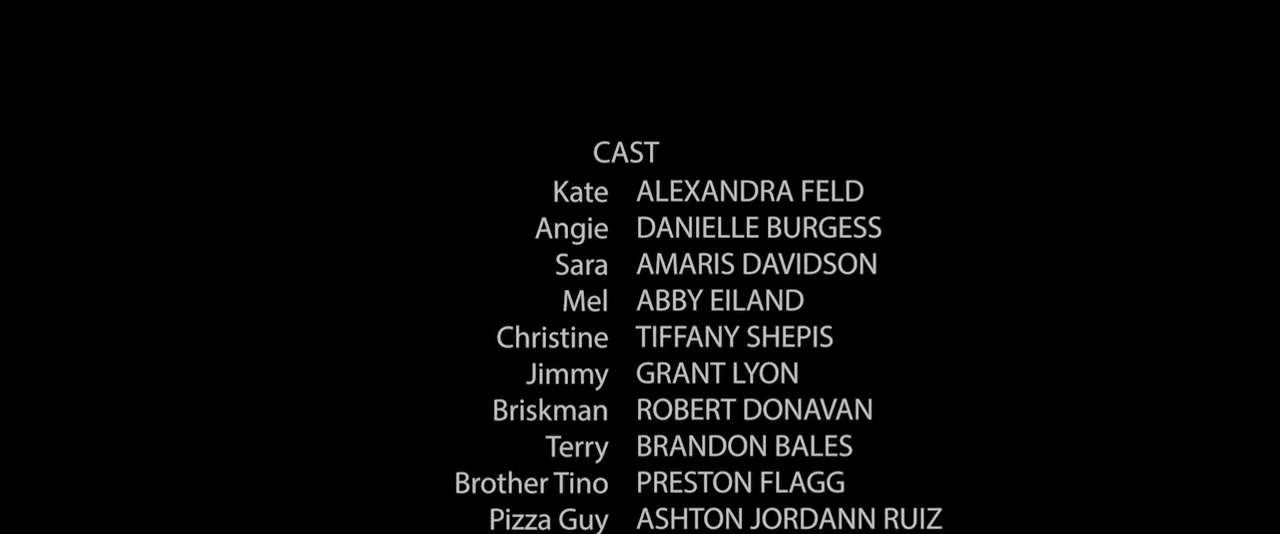 CAST
Kate ALEXANDRA FELD
Angie DANIELLE BURGESS
Sara AMARIS DAVIDSON
Mel ABBY EILAND
Christine TIFFANY SHEPIS
Jimmy GRANT LYON
Briskman ROBERT DONAVAN
Terry BRANDON BALES
Brother Tino PRESTON FLAGG
Pizza Guy ASHTON JORDANN RUIZ